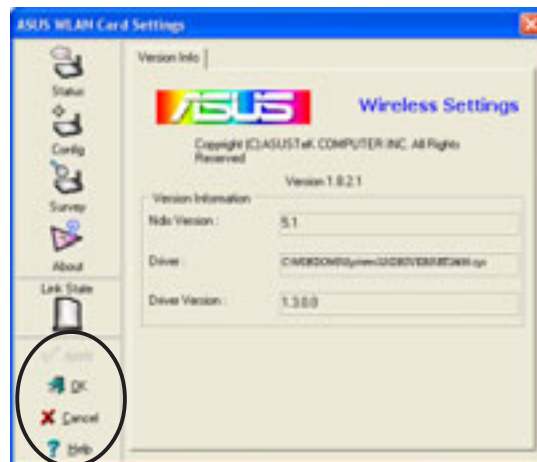 ASUS WLAN Card Settings
Status
Config
Survey
About
Link State
Apply
OK
Cancel
Help
Version Info
ASUS
Wireless Settings
Copyright (C) ASUSTeK COMPUTER INC. All Rights
Reserved
Version 1.8.2.1
Version Information
Ndis Version :
5.1
Driver :
Driver Version :
1.3.0.0